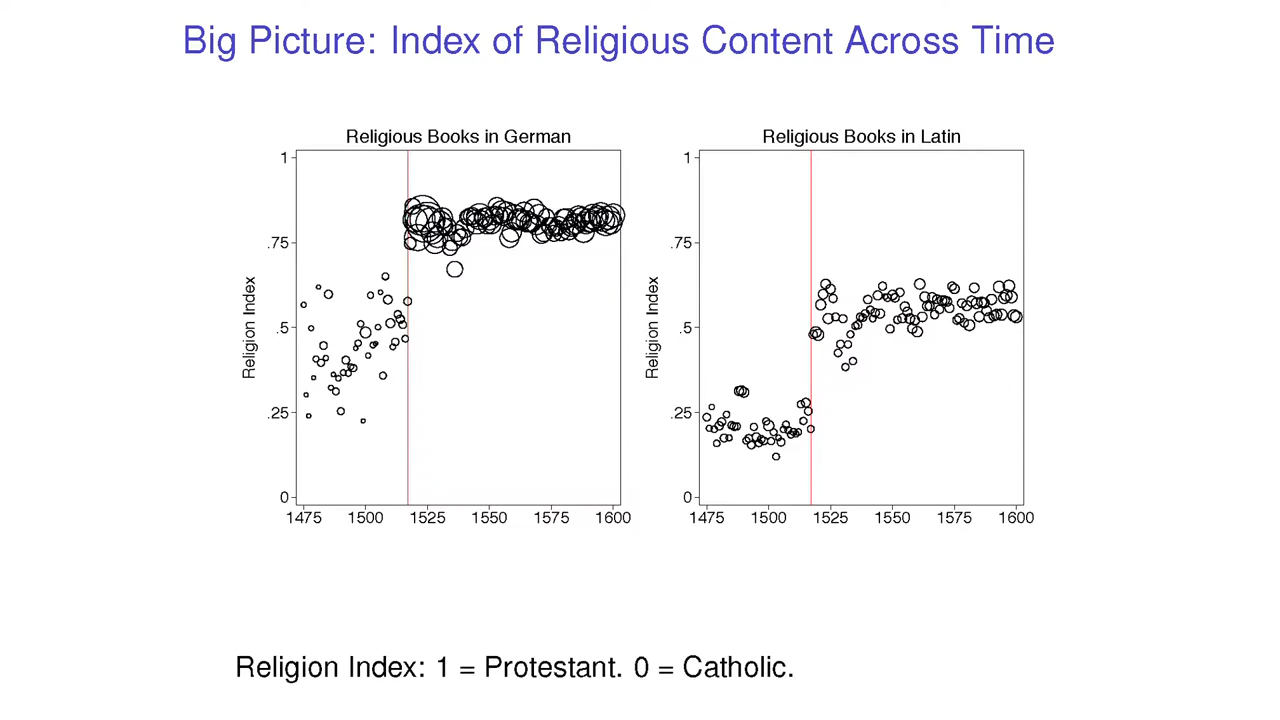 Big Picture: Index of Religious Content Across Time
Religious Books in German
Religion Index
1
.75
.5
.25
0
1475 1500 1525 1550 1575 1600
Religious Books in Latin
Religion Index
1
.75
.5
.25
0
1475 1500 1525 1550 1575 1600
Religion Index: 1 = Protestant. 0 = Catholic.